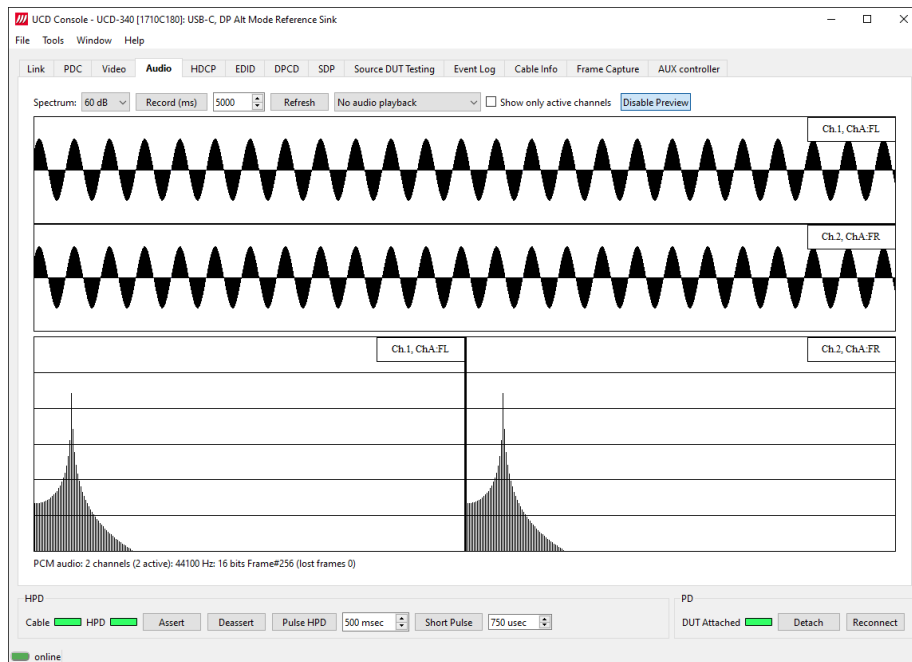 UCD Console - UCD-340 [1710C180]: USB-C, DP Alt Mode Reference Sink
File Tools Window Help
Link PDC Video Audio HDCP EDID DPCD SDP Source DUT Testing Event Log Cable Info Frame Capture AUX controller
Spectrum: 60 dB Record (ms) 5000 Refresh No audio playback Show only active channels Disable Preview
Ch.1, ChA:FL
Ch.2, ChA:FR
Ch.1, ChA:FL Ch.2, ChA:FR
PCM audio: 2 channels (2 active): 44100 Hz: 16 bits Frame#256 (lost frames 0)
HPD PD
Cable HPD Assert Deassert Pulse HPD 500 msec Short Pulse 750 usec DUT Attached Detach Reconnect
online